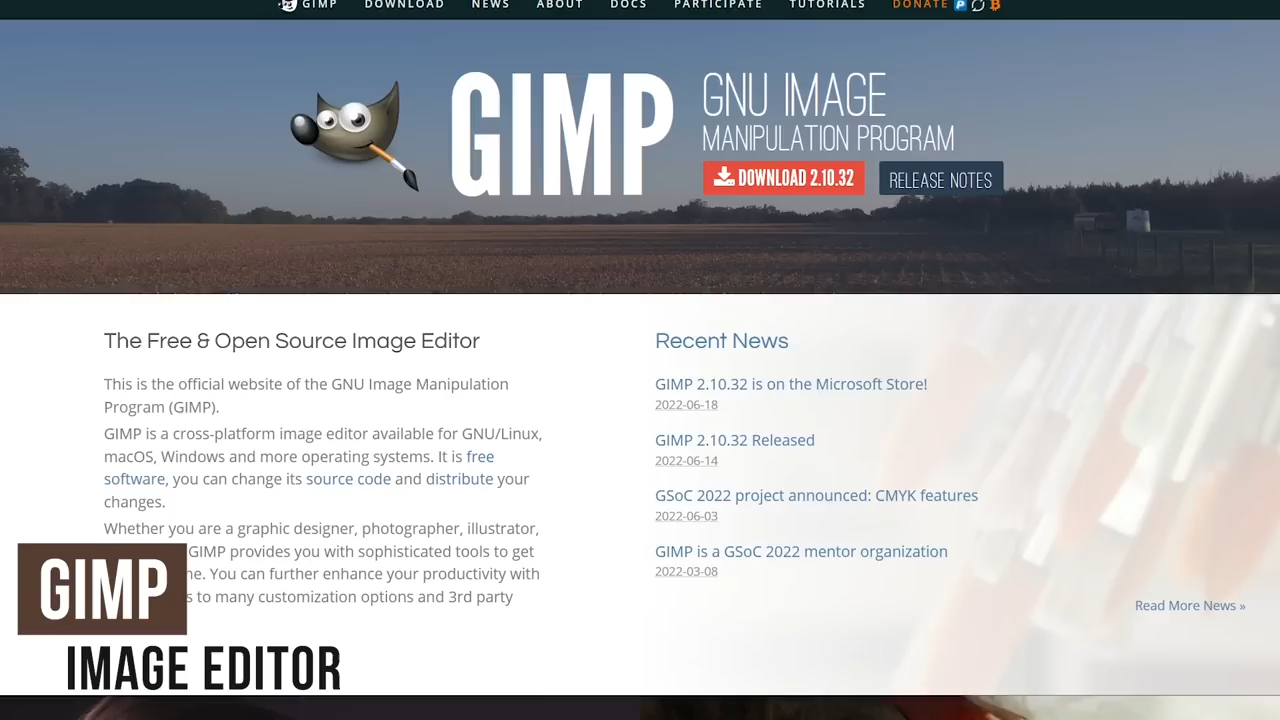 GIMP DOWNLOAD NEWS ABOUT DOCS PARTICIPATE TUTORIALS DONATE
GIMP
GNU IMAGE
MANIPULATION PROGRAM
DOWNLOAD 2.10.32
RELEASE NOTES
The Free & Open Source Image Editor
This is the official website of the GNU Image Manipulation
Program (GIMP).
GIMP is a cross-platform image editor available for GNU/Linux,
macOS, Windows and more operating systems. It is free
software, you can change its source code and distribute your
changes.
Whether you are a graphic designer, photographer, illustrator,
GIMP provides you with sophisticated tools to get
You can further enhance your productivity with
to many customization options and 3rd party
Recent News
GIMP 2.10.32 is on the Microsoft Store!
2022-06-18
GIMP 2.10.32 Released
2022-06-14
GSoC 2022 project announced: CMYK features
2022-06-03
GIMP is a GSoC 2022 mentor organization
2022-03-08
Read More News »
GIMP
IMAGE EDITOR